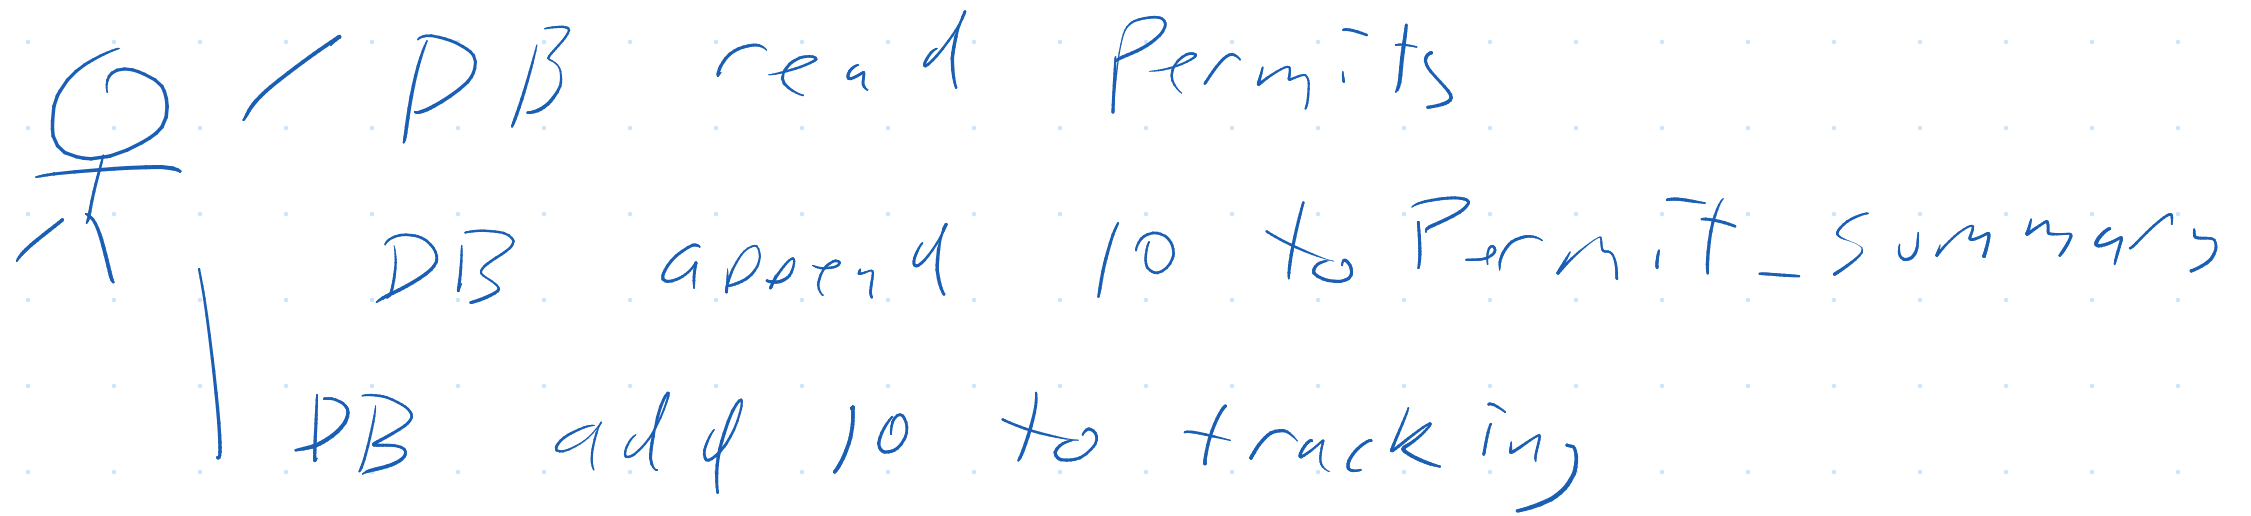 DB read Permits
DB append 10 to Permit_summary
DB add 10 to tracking